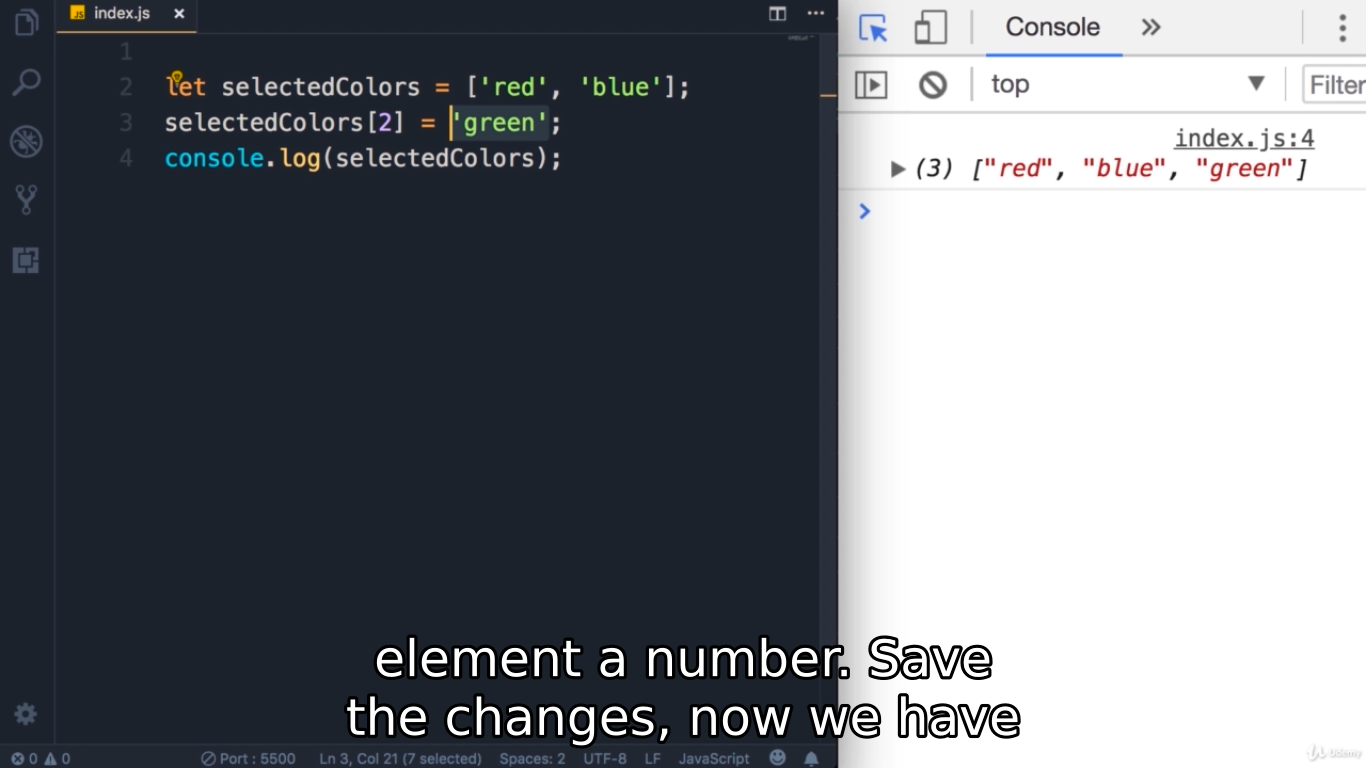 index.js
1
2 let selectedColors = ['red', 'blue'];
3 selectedColors[2] = 'green';
4 console.log(selectedColors);
Console
top
Filter
index.js:4
(3) ["red", "blue", "green"]
element a number. Save
the changes, now we have
0 0 Port : 5500 Ln 3, Col 21 (7 selected) Spaces: 2 UTF-8 LF JavaScript
Udemy